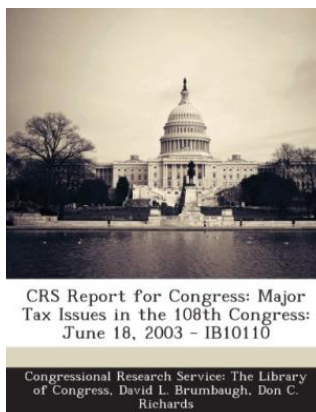 CRS Report for Congress: Major
Tax Issues in the 108th Congress:
June 18, 2003 - IB10110
Congressional Research Service: The Library
of Congress, David L. Brumbaugh, Don C.
Richards